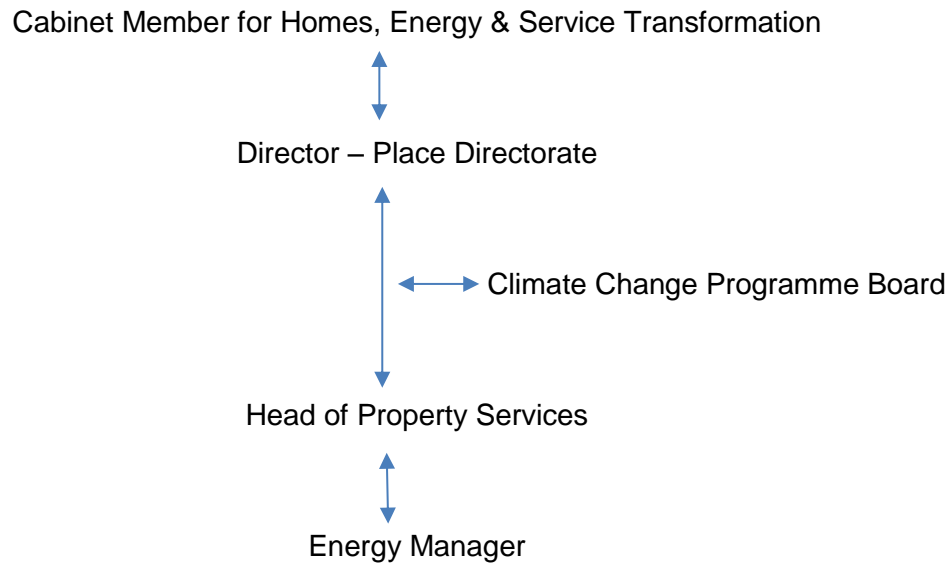 Cabinet Member for Homes, Energy & Service Transformation
Director – Place Directorate
Climate Change Programme Board
Head of Property Services
Energy Manager